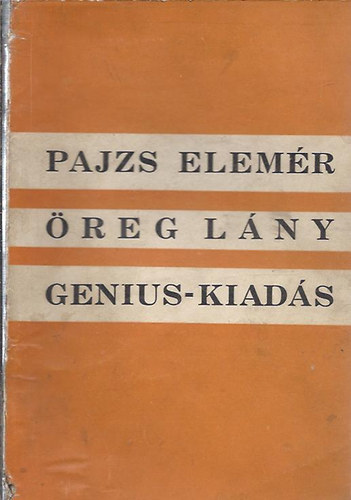 PAJZS ELEMÉR
ÖREG LÁNY
GENIUS-KIADÁS